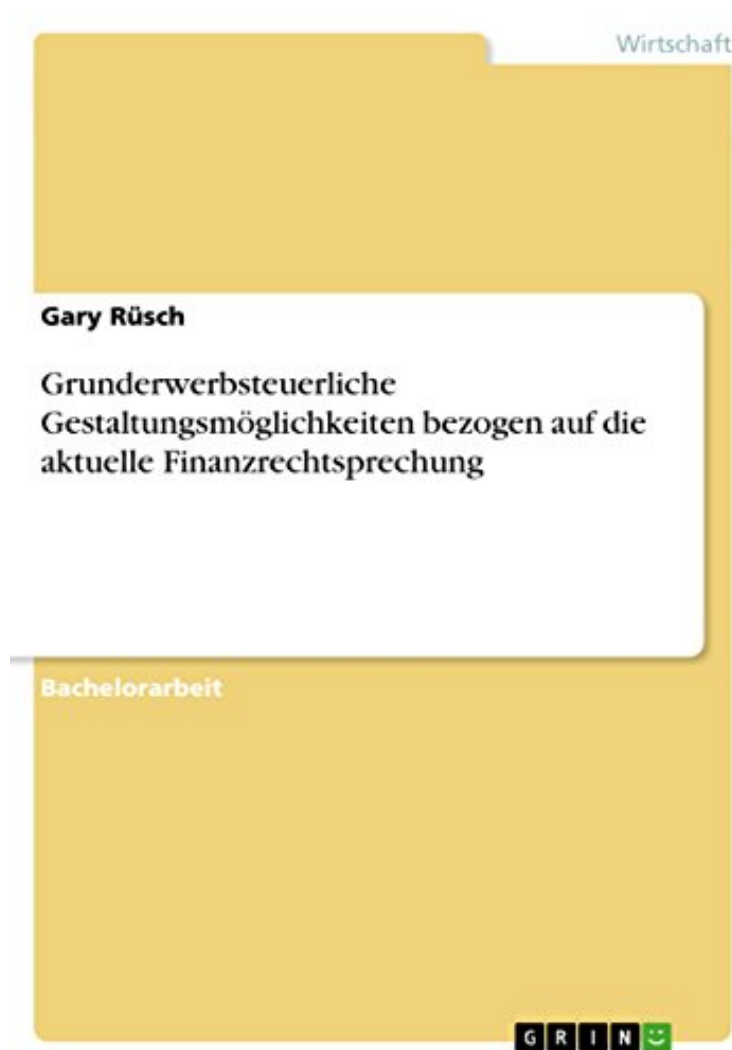 Wirtschaft
Gary Rüsch
Grunderwerbsteuerliche
Gestaltungsmöglichkeiten bezogen auf die
aktuelle Finanzrechtsprechung
Bachelorarbeit
GRIN